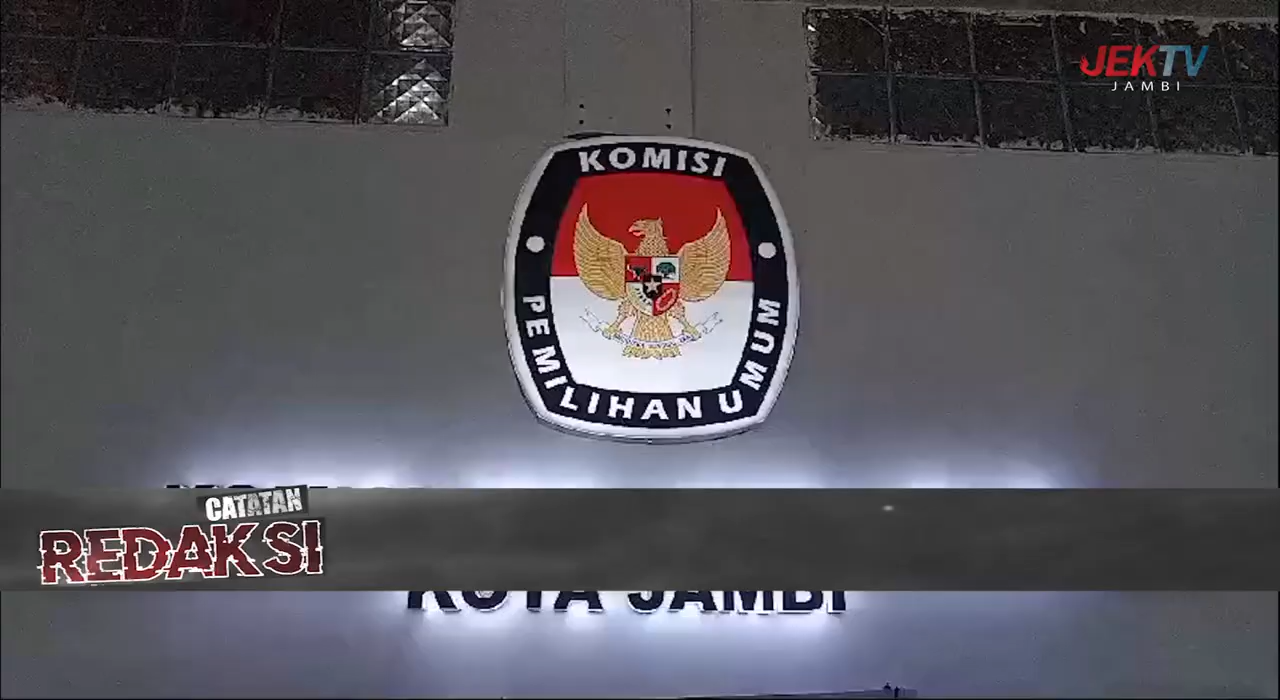 JEKTV
JAMBI
KOMISI
PEMILIHAN UMUM
CATATAN
REDAKSI
KOTA JAMBI